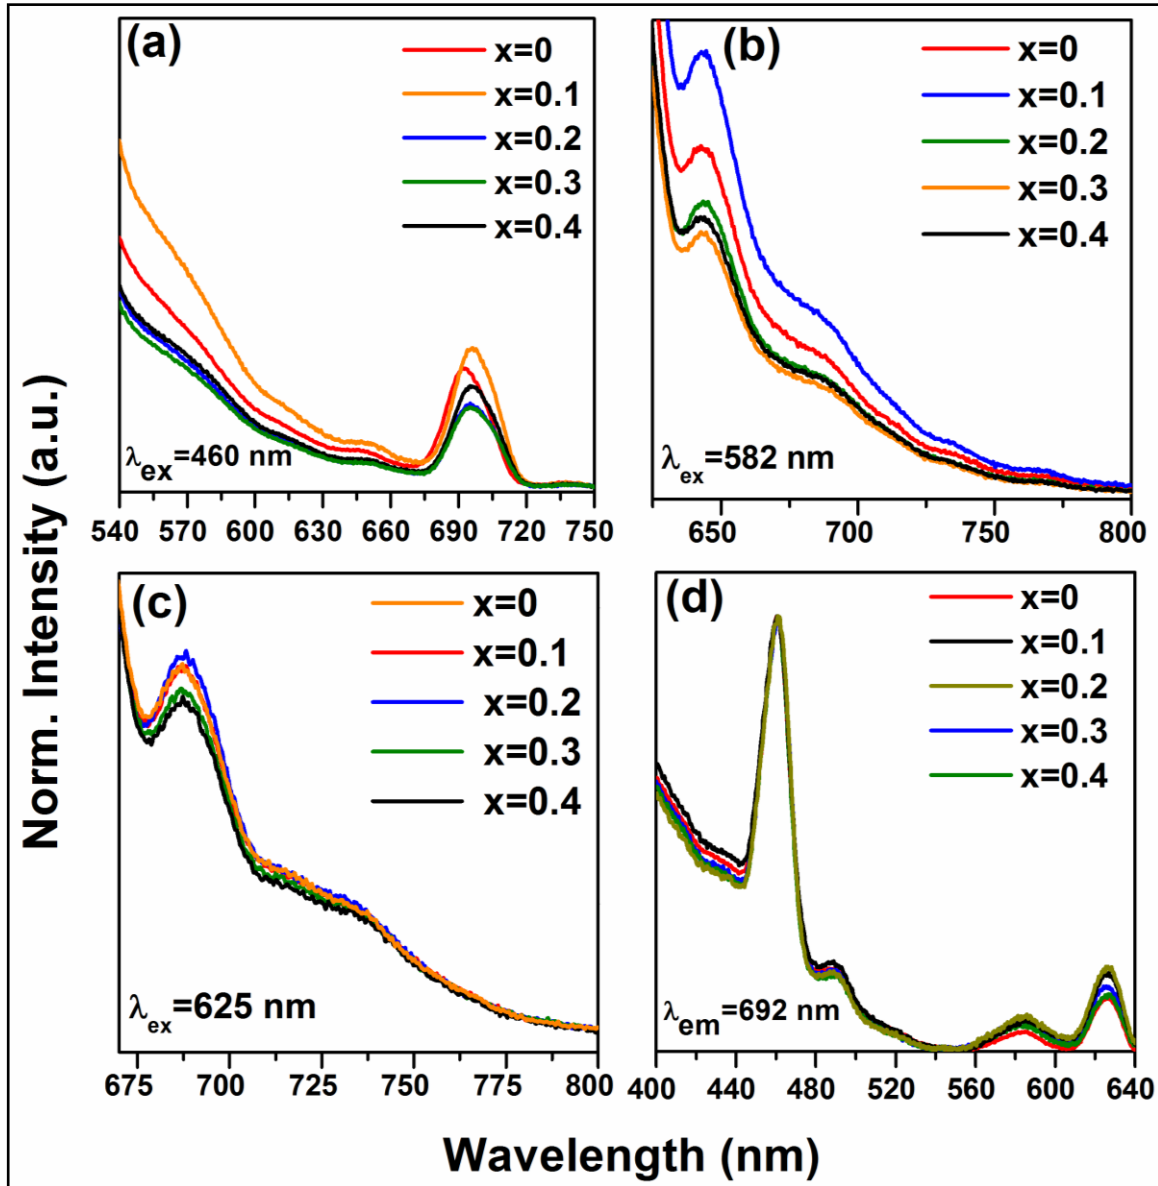 Norm. Intensity (a.u.)
(a)
x=0
x=0.1
x=0.2
x=0.3
x=0.4
λex=460 nm
540 570 600 630 660 690 720 750
(b)
x=0
x=0.1
x=0.2
x=0.3
x=0.4
λex=582 nm
650 700 750 800
(c)
x=0
x=0.1
x=0.2
x=0.3
x=0.4
λex=625 nm
675 700 725 750 775 800
(d)
x=0
x=0.1
x=0.2
x=0.3
x=0.4
λem=692 nm
400 440 480 520 560 600 640
Wavelength (nm)